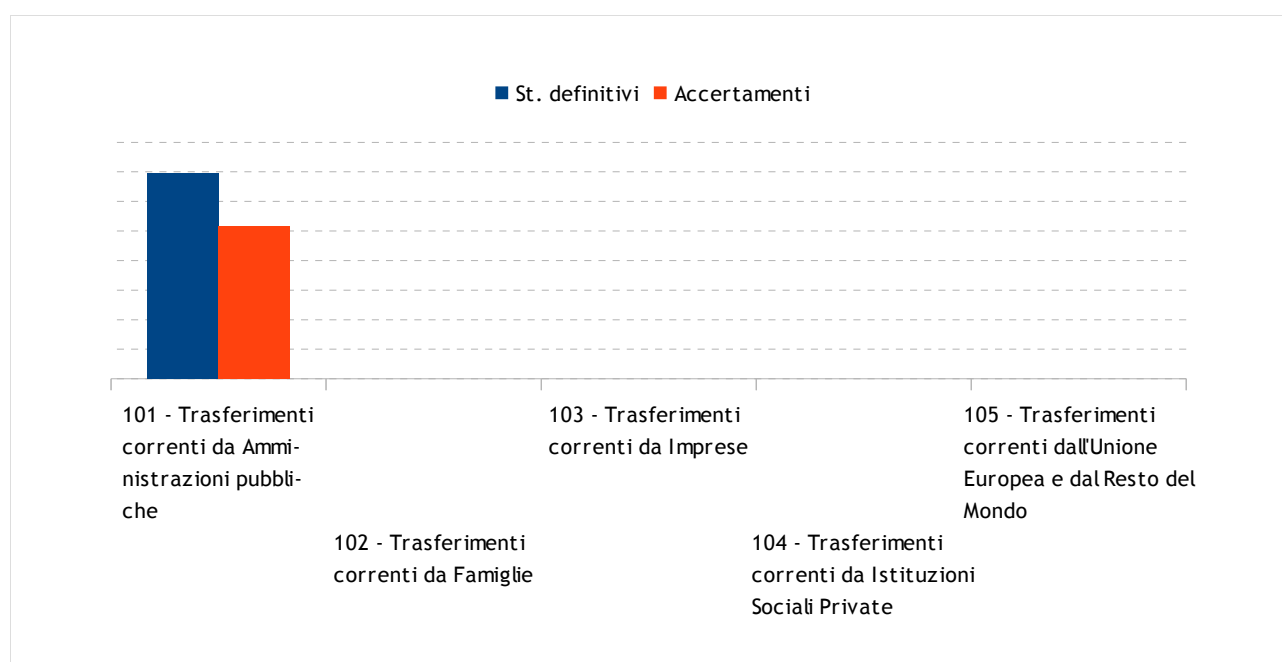 St. definitivi Accertamenti
101 - Trasferimenti
correnti da Ammi-
nistrazioni pubbli-
che
102 - Trasferimenti
correnti da Famiglie
103 - Trasferimenti
correnti da Imprese
104 - Trasferimenti
correnti da Istituzioni
Sociali Private
105 - Trasferimenti
correnti dall'Unione
Europea e dal Resto del
Mondo